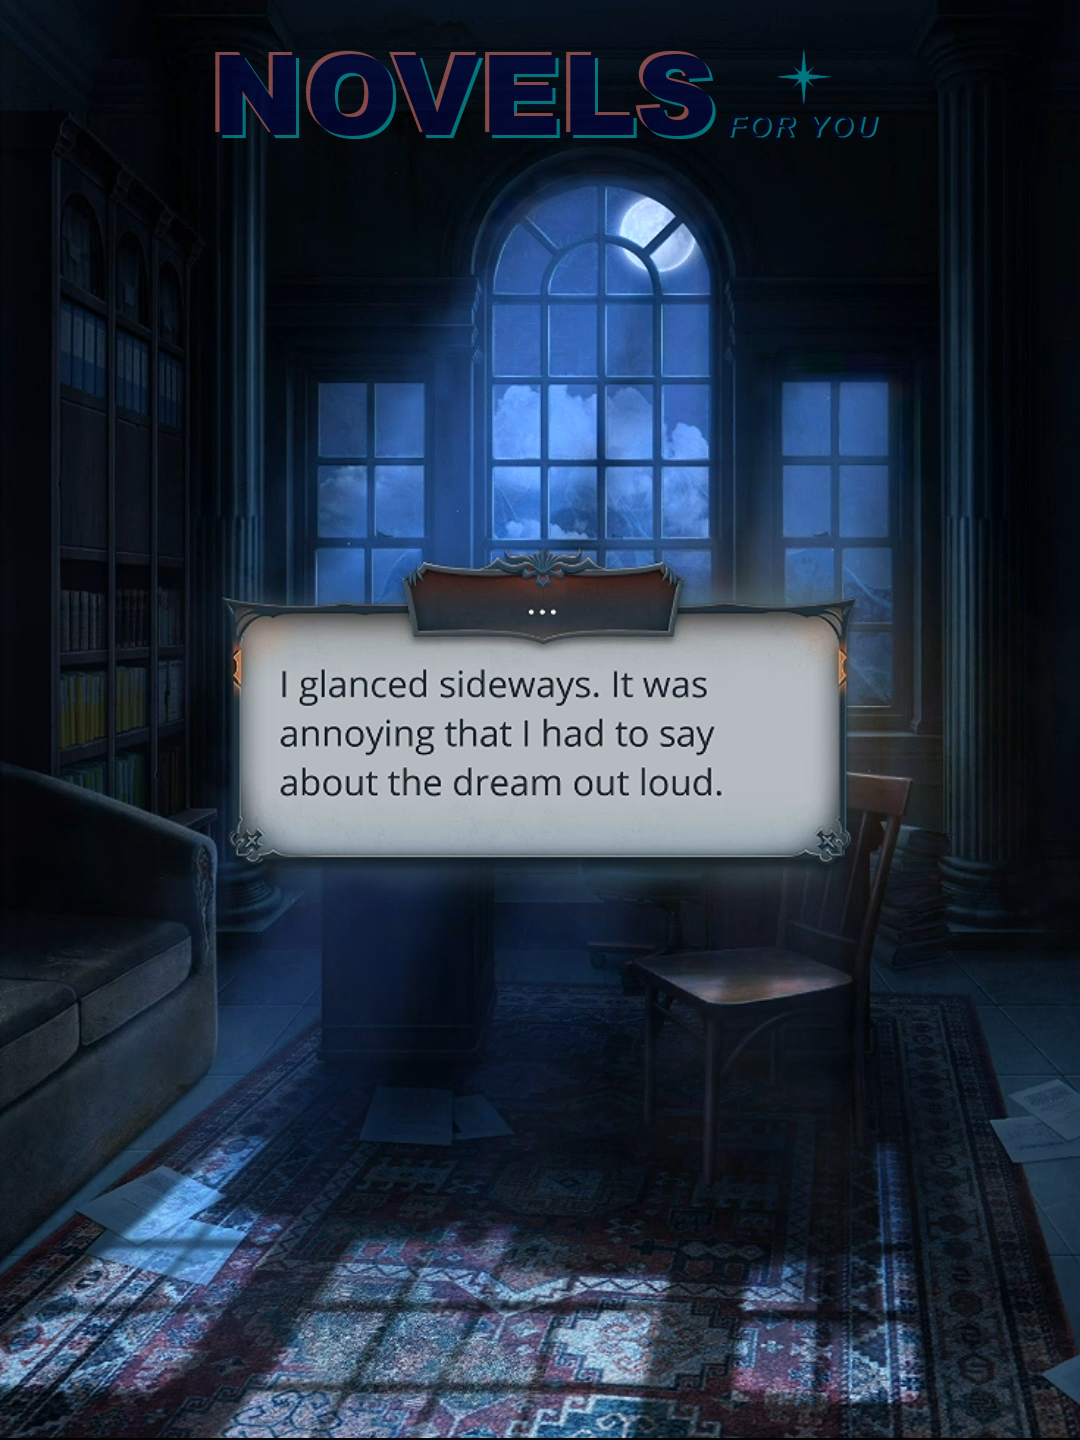 NOVELS
FOR YOU
...
I glanced sideways. It was
annoying that I had to say
about the dream out loud.